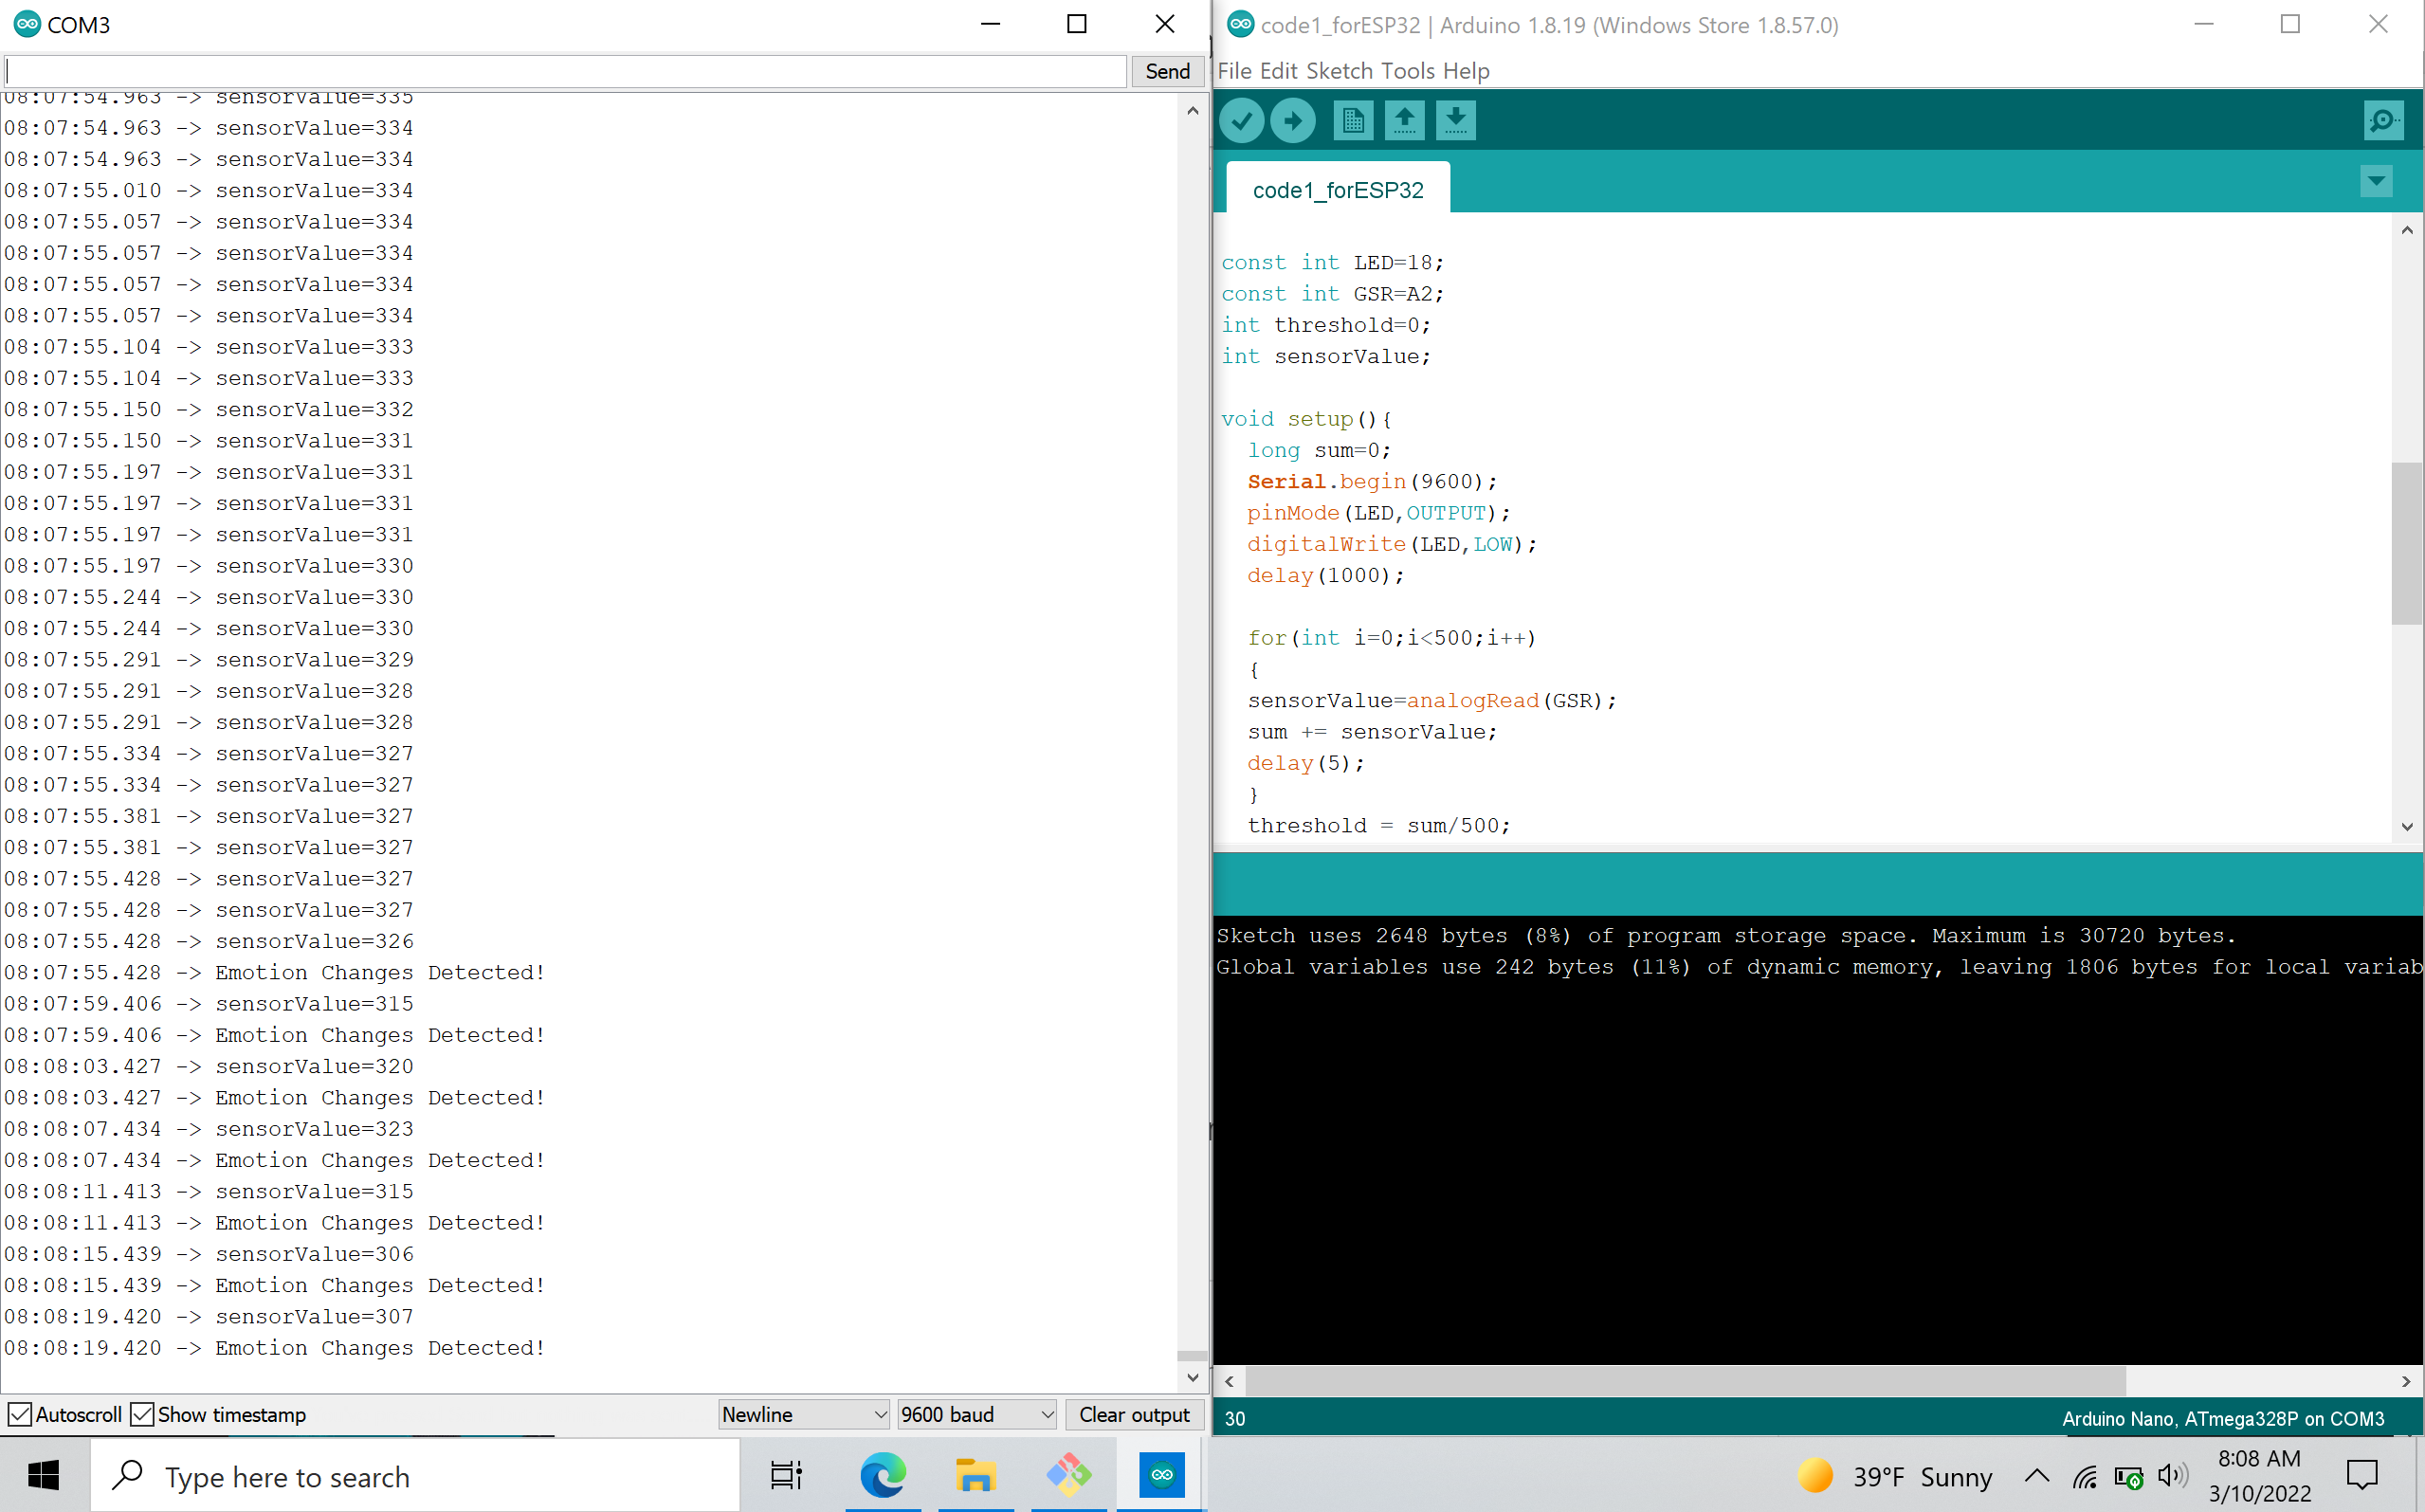 COM3
Send
08:07:54.963 -> sensorValue=335
08:07:54.963 -> sensorValue=334
08:07:54.963 -> sensorValue=334
08:07:55.010 -> sensorValue=334
08:07:55.057 -> sensorValue=334
08:07:55.057 -> sensorValue=334
08:07:55.057 -> sensorValue=334
08:07:55.057 -> sensorValue=334
08:07:55.104 -> sensorValue=333
08:07:55.104 -> sensorValue=333
08:07:55.150 -> sensorValue=332
08:07:55.150 -> sensorValue=331
08:07:55.197 -> sensorValue=331
08:07:55.197 -> sensorValue=331
08:07:55.197 -> sensorValue=331
08:07:55.197 -> sensorValue=330
08:07:55.244 -> sensorValue=330
08:07:55.244 -> sensorValue=330
08:07:55.291 -> sensorValue=329
08:07:55.291 -> sensorValue=328
08:07:55.291 -> sensorValue=328
08:07:55.334 -> sensorValue=327
08:07:55.334 -> sensorValue=327
08:07:55.381 -> sensorValue=327
08:07:55.381 -> sensorValue=327
08:07:55.428 -> sensorValue=327
08:07:55.428 -> sensorValue=327
08:07:55.428 -> sensorValue=326
08:07:55.428 -> Emotion Changes Detected!
08:07:59.406 -> sensorValue=315
08:07:59.406 -> Emotion Changes Detected!
08:08:03.427 -> sensorValue=320
08:08:03.427 -> Emotion Changes Detected!
08:08:07.434 -> sensorValue=323
08:08:07.434 -> Emotion Changes Detected!
08:08:11.413 -> sensorValue=315
08:08:11.413 -> Emotion Changes Detected!
08:08:15.439 -> sensorValue=306
08:08:15.439 -> Emotion Changes Detected!
08:08:19.420 -> sensorValue=307
08:08:19.420 -> Emotion Changes Detected!
Autoscroll Show timestamp Newline 9600 baud Clear output
code1_forESP32 | Arduino 1.8.19 (Windows Store 1.8.57.0)
File Edit Sketch Tools Help
code1_forESP32
const int LED=18;
const int GSR=A2;
int threshold=0;
int sensorValue;
void setup(){
long sum=0;
Serial.begin(9600);
pinMode(LED,OUTPUT);
digitalWrite(LED,LOW);
delay(1000);
for(int i=0;i<500;i++)
{
sensorValue=analogRead(GSR);
sum += sensorValue;
delay(5);
}
threshold = sum/500;
Sketch uses 2648 bytes (8%) of program storage space. Maximum is 30720 bytes.
Global variables use 242 bytes (11%) of dynamic memory, leaving 1806 bytes for local variab
30
Arduino Nano, ATmega328P on COM3
Type here to search
39°F Sunny
8:08 AM
3/10/2022